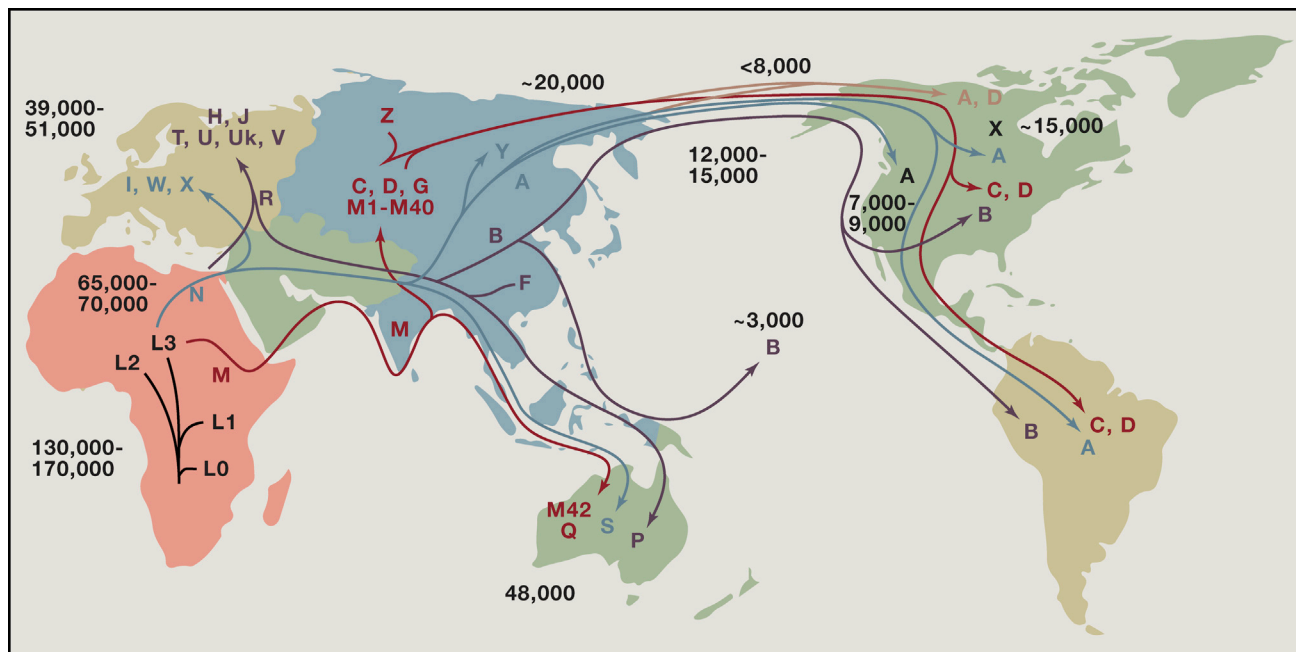 39,000-
51,000
H, J
T, U, Uk, V
I, W, X
R
65,000-
70,000
N
L3
L2
M
L1
L0
130,000-
170,000
~20,000
<8,000
Z
Y
A
C, D, G
M1-M40
B
F
M
12,000-
15,000
A, D
X
~15,000
A
A
C, D
7,000-
9,000
B
~3,000
B
M42
Q
S
P
48,000
B
C, D
A